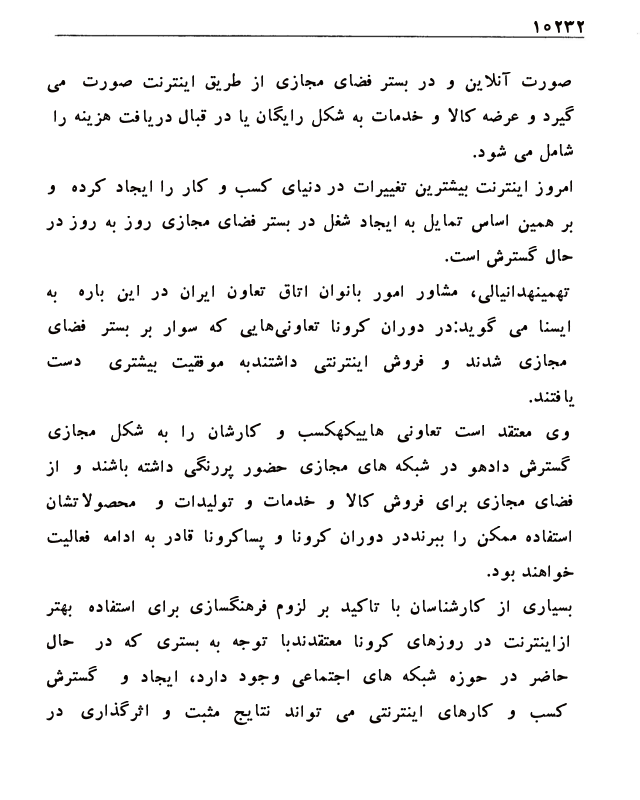 ۱۰۲۳۲
صورت آنلاین و در بستر فضای مجازی از طریق اینترنت صورت می
گیرد و عرضه کالا و خدمات به شکل رایگان یا در قبال دریافت هزینه را
شامل می شود.
امروز اینترنت بیشترین تغییرات در دنیای کسب و کار را ایجاد کرده و
بر همین اساس تمایل به ایجاد شغل در بستر فضای مجازی روز به روز در
حال گسترش است.
تهمینهدانیالی، مشاور امور بانوان اتاق تعاون ایران در این باره به
ایسنا می گوید:در دوران کرونا تعاونی‌هایی که سوار بر بستر فضای
مجازی شدند و فروش اینترنتی داشتندبه موفقیت بیشتری دست
یافتند.
وی معتقد است تعاونی هاییکهکسب و کارشان را به شکل مجازی
گسترش دادهو در شبکه های مجازی حضور پررنگی داشته باشند و از
فضای مجازی برای فروش کالا و خدمات و تولیدات و محصولاتشان
استفاده ممکن را ببرنددر دوران کرونا و پساکرونا قادر به ادامه فعالیت
خواهند بود.
بسیاری از کارشناسان با تاکید بر لزوم فرهنگسازی برای استفاده بهتر
ازاینترنت در روزهای کرونا معتقدندبا توجه به بستری که در حال
حاضر در حوزه شبکه های اجتماعی وجود دارد، ایجاد و گسترش
کسب و کارهای اینترنتی می تواند نتایج مثبت و اثرگذاری در